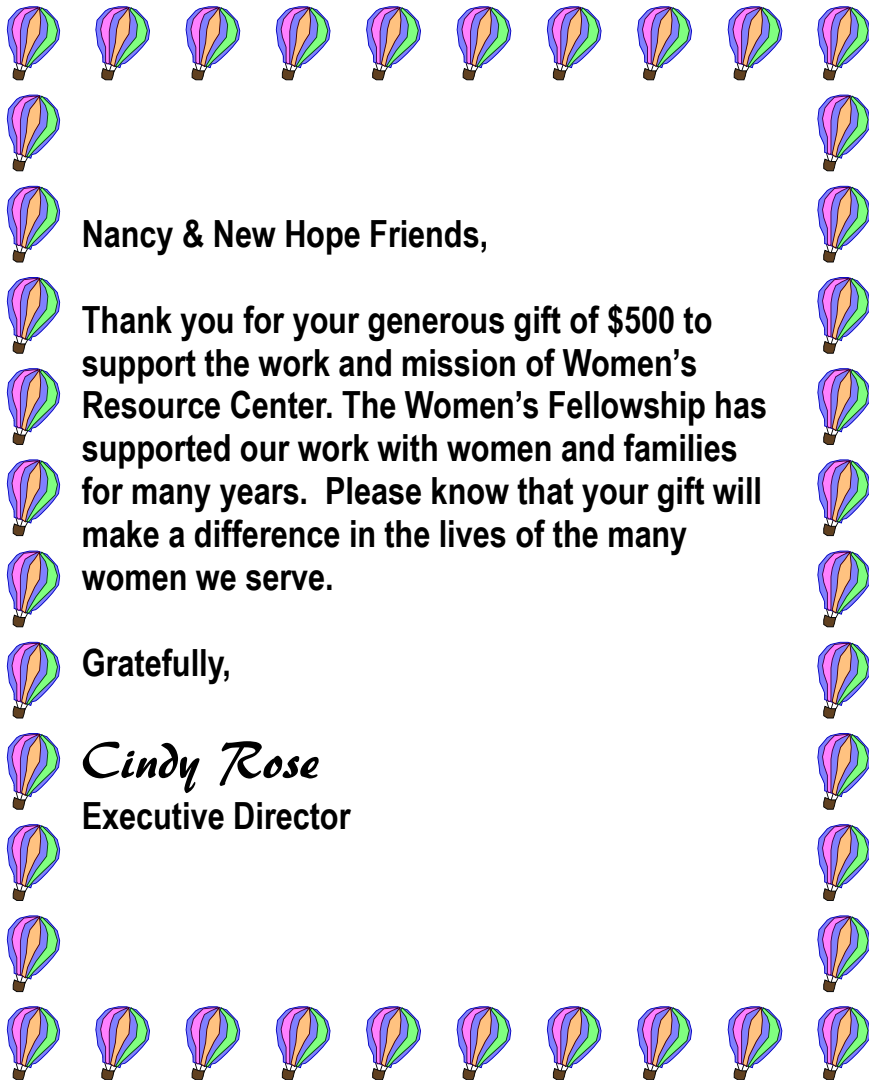 Nancy & New Hope Friends,
Thank you for your generous gift of $500 to
support the work and mission of Women’s
Resource Center. The Women’s Fellowship has
supported our work with women and families
for many years.  Please know that your gift will
make a difference in the lives of the many
women we serve.
Gratefully,
Cindy Rose
Executive Director